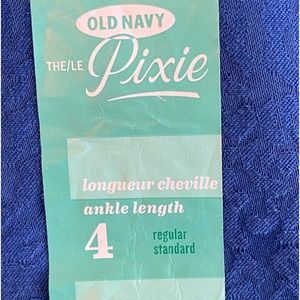 OLD NAVY
THE/LE Pixie
longueur cheville
ankle length
4 regular
standard